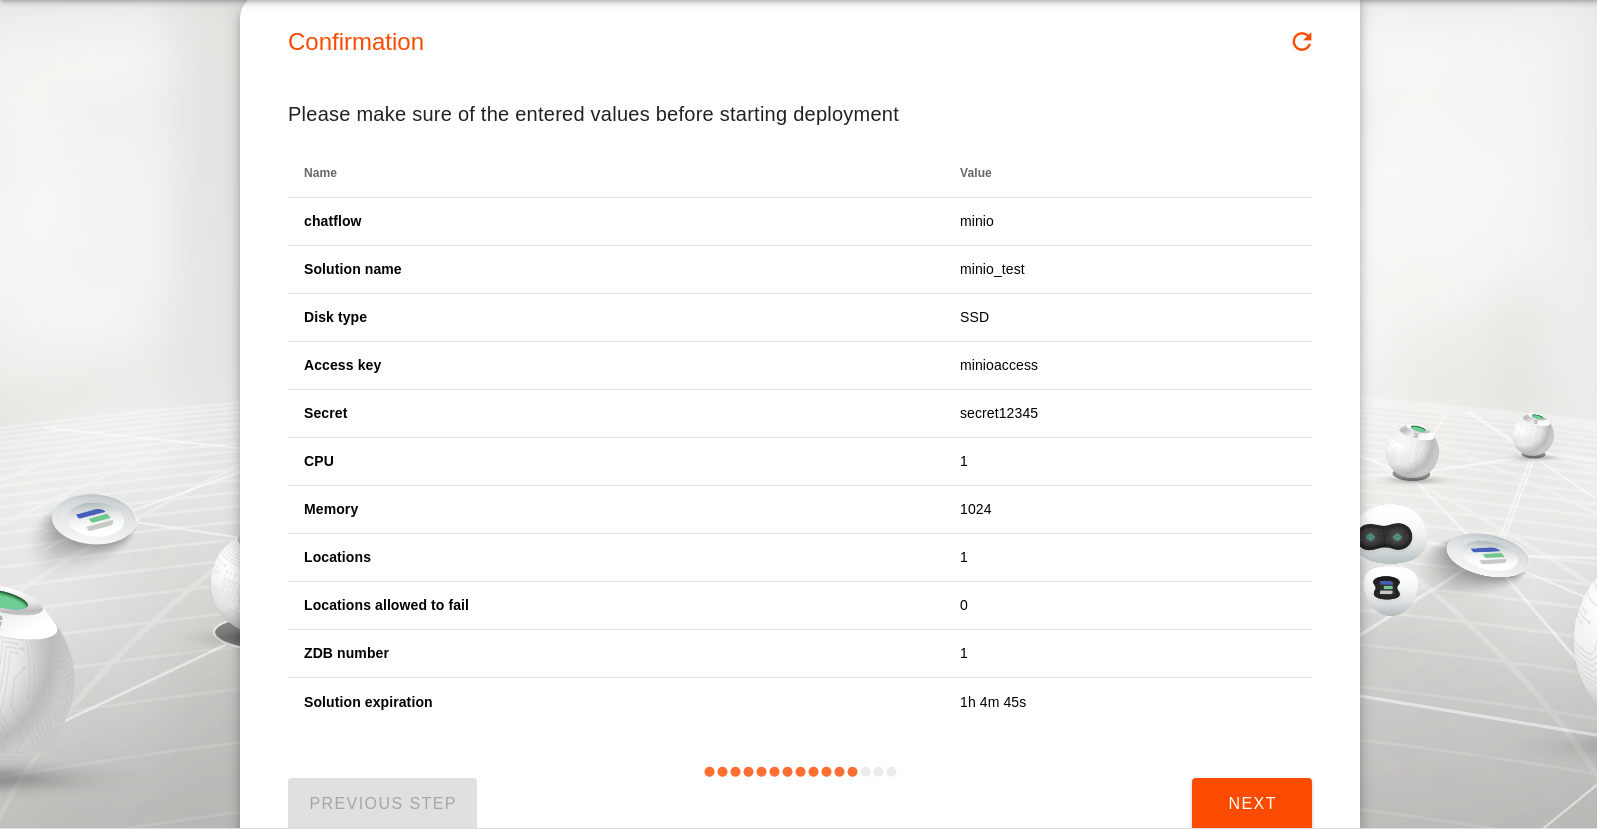 Confirmation
Please make sure of the entered values before starting deployment
Name Value
chatflow minio
Solution name minio_test
Disk type SSD
Access key minioaccess
Secret secret12345
CPU 1
Memory 1024
Locations 1
Locations allowed to fail 0
ZDB number 1
Solution expiration 1h 4m 45s
PREVIOUS STEP NEXT